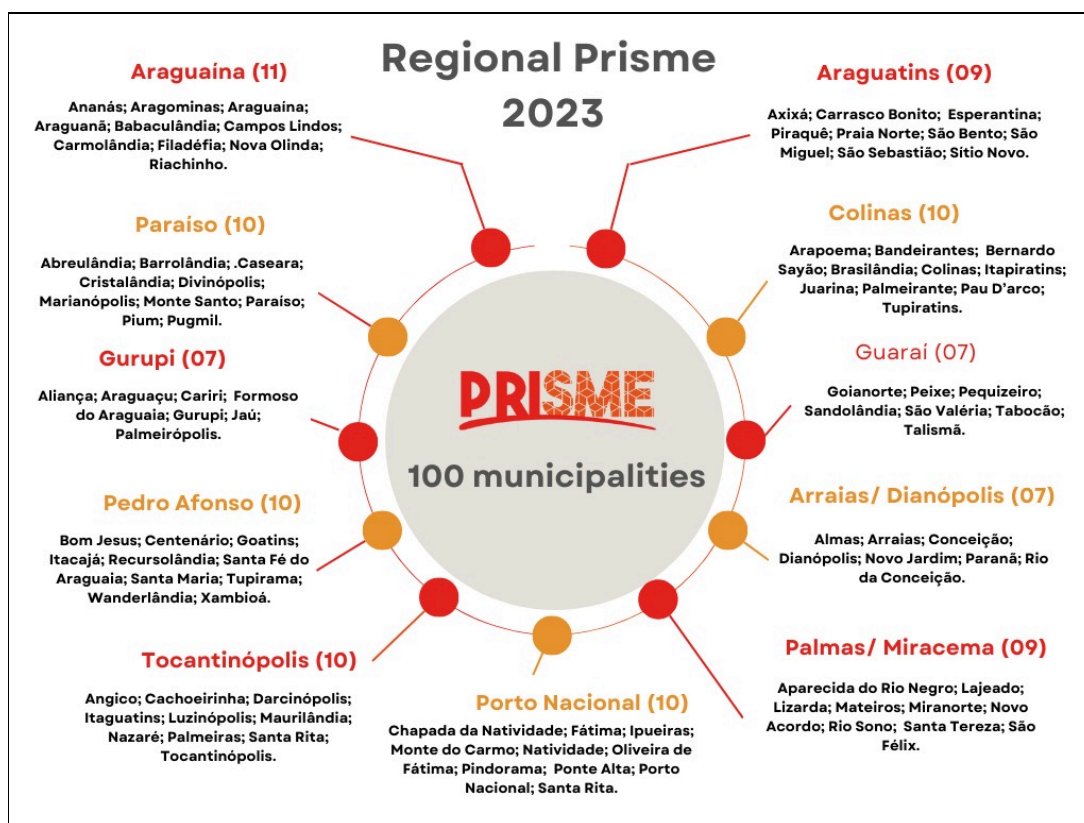 Regional Prisme
2023
Araguaína (11)
Ananás; Aragominas; Araguaína;
Araguanã; Babaculândia; Campos Lindos;
Carmolândia; Filadéfia; Nova Olinda;
Riachinho.
Paraíso (10)
Abreulândia; Barrolândia; .Caseara;
Cristalândia; Divinópolis;
Marianópolis; Monte Santo; Paraíso;
Pium; Pugmil.
Gurupi (07)
Aliança; Araguaçu; Cariri; Formoso
do Araguaia; Gurupi; Jaú;
Palmeirópolis.
Pedro Afonso (10)
Bom Jesus; Centenário; Goatins;
Itacajá; Recursolândia; Santa Fé do
Araguaia; Santa Maria; Tupirama;
Wanderlândia; Xambioá.
Tocantinópolis (10)
Angico; Cachoeirinha; Darcinópolis;
Itaguatins; Luzinópolis; Maurilândia;
Nazaré; Palmeiras; Santa Rita;
Tocantinópolis.
PRISME
100 municipalities
Porto Nacional (10)
Chapada da Natividade; Fátima; Ipueiras;
Monte do Carmo; Natividade; Oliveira de
Fátima; Pindorama; Ponte Alta; Porto
Nacional; Santa Rita.
Araguatins (09)
Axixá; Carrasco Bonito; Esperantina;
Piraquê; Praia Norte; São Bento; São
Miguel; São Sebastião; Sítio Novo.
Colinas (10)
Arapoema; Bandeirantes; Bernardo
Sayão; Brasilândia; Colinas; Itapiratins;
Juarina; Palmeirante; Pau D’arco;
Tupiratins.
Guaraí (07)
Goianorte; Peixe; Pequizeiro;
Sandolândia; São Valéria; Tabocão;
Talismã.
Arraias/ Dianópolis (07)
Almas; Arraias; Conceição;
Dianópolis; Novo Jardim; Paranã; Rio
da Conceição.
Palmas/ Miracema (09)
Aparecida do Rio Negro; Lajeado;
Lizarda; Mateiros; Miranorte; Novo
Acordo; Rio Sono; Santa Tereza; São
Félix.